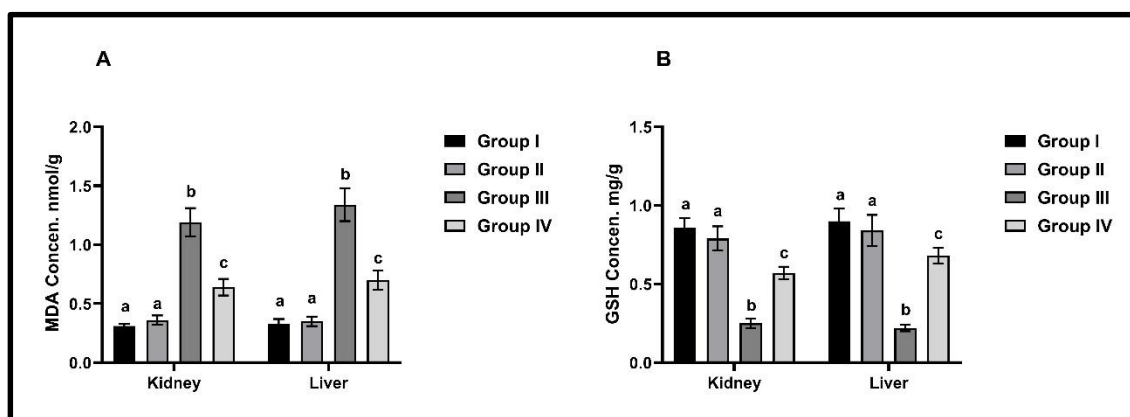 A
MDA Concen. nmol/g
2.0
1.5
1.0
0.5
0.0
a
a
b
c
a
a
b
c
Kidney
Liver
Group I
Group II
Group III
Group IV
B
GSH Concen. mg/g
1.5
1.0
0.5
0.0
a
a
b
c
a
a
b
c
Kidney
Liver
Group I
Group II
Group III
Group IV